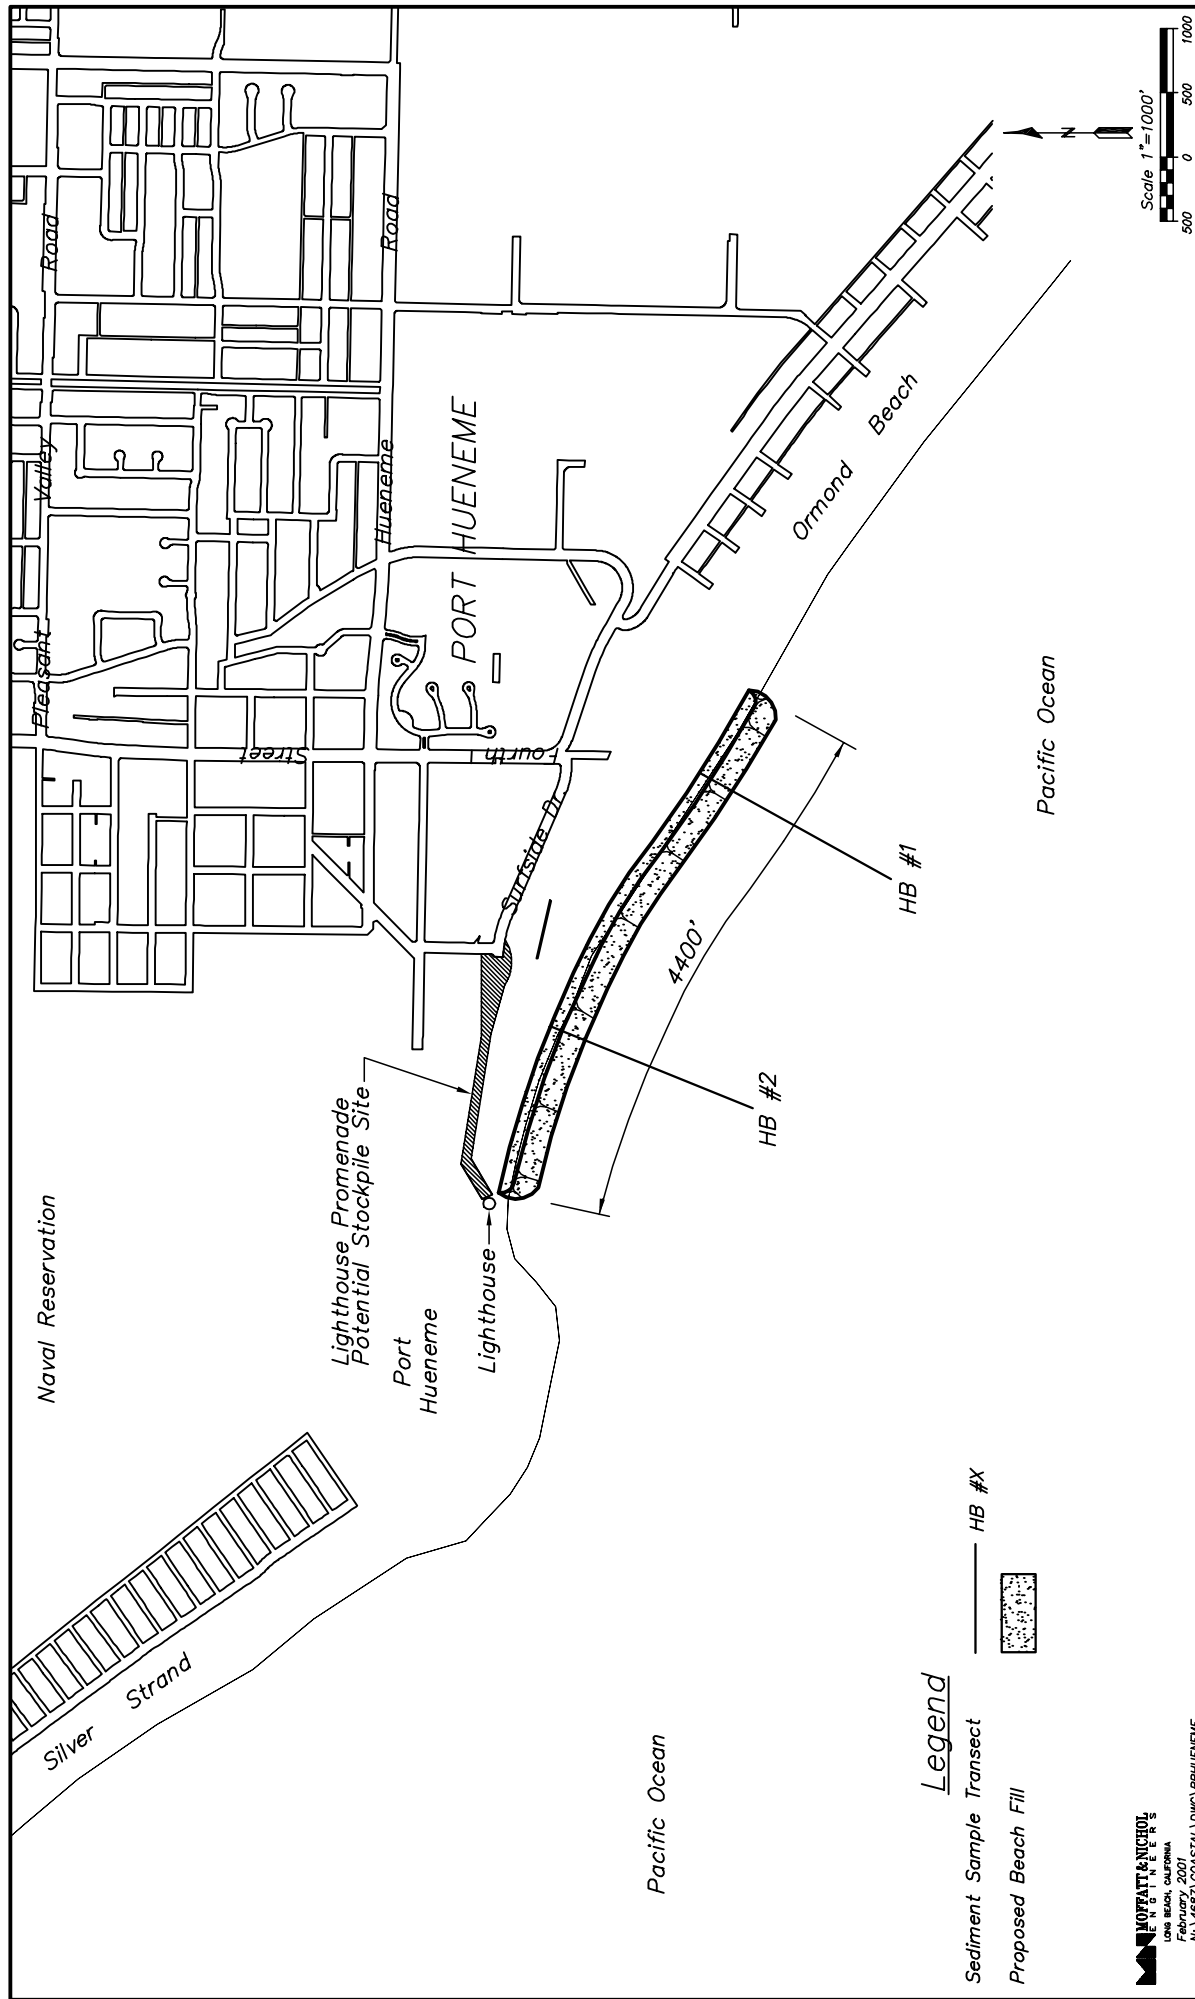 Naval Reservation
Silver Strand
Pleasant Valley Road
Hueneme Road
PORT HUENEME
Street
Fourth
Surfside Dr.
Lighthouse Promenade
Potential Stockpile Site
Port
Hueneme
Lighthouse
Ormond Beach
4400'
HB #2
HB #1
Pacific Ocean
Pacific Ocean
Legend
Sediment Sample Transect
HB #X
Proposed Beach Fill
N
Scale 1"=1000'
500 0 500 1000
MOFFATT & NICHOL
ENGINEERS
LONG BEACH, CALIFORNIA
February 2001